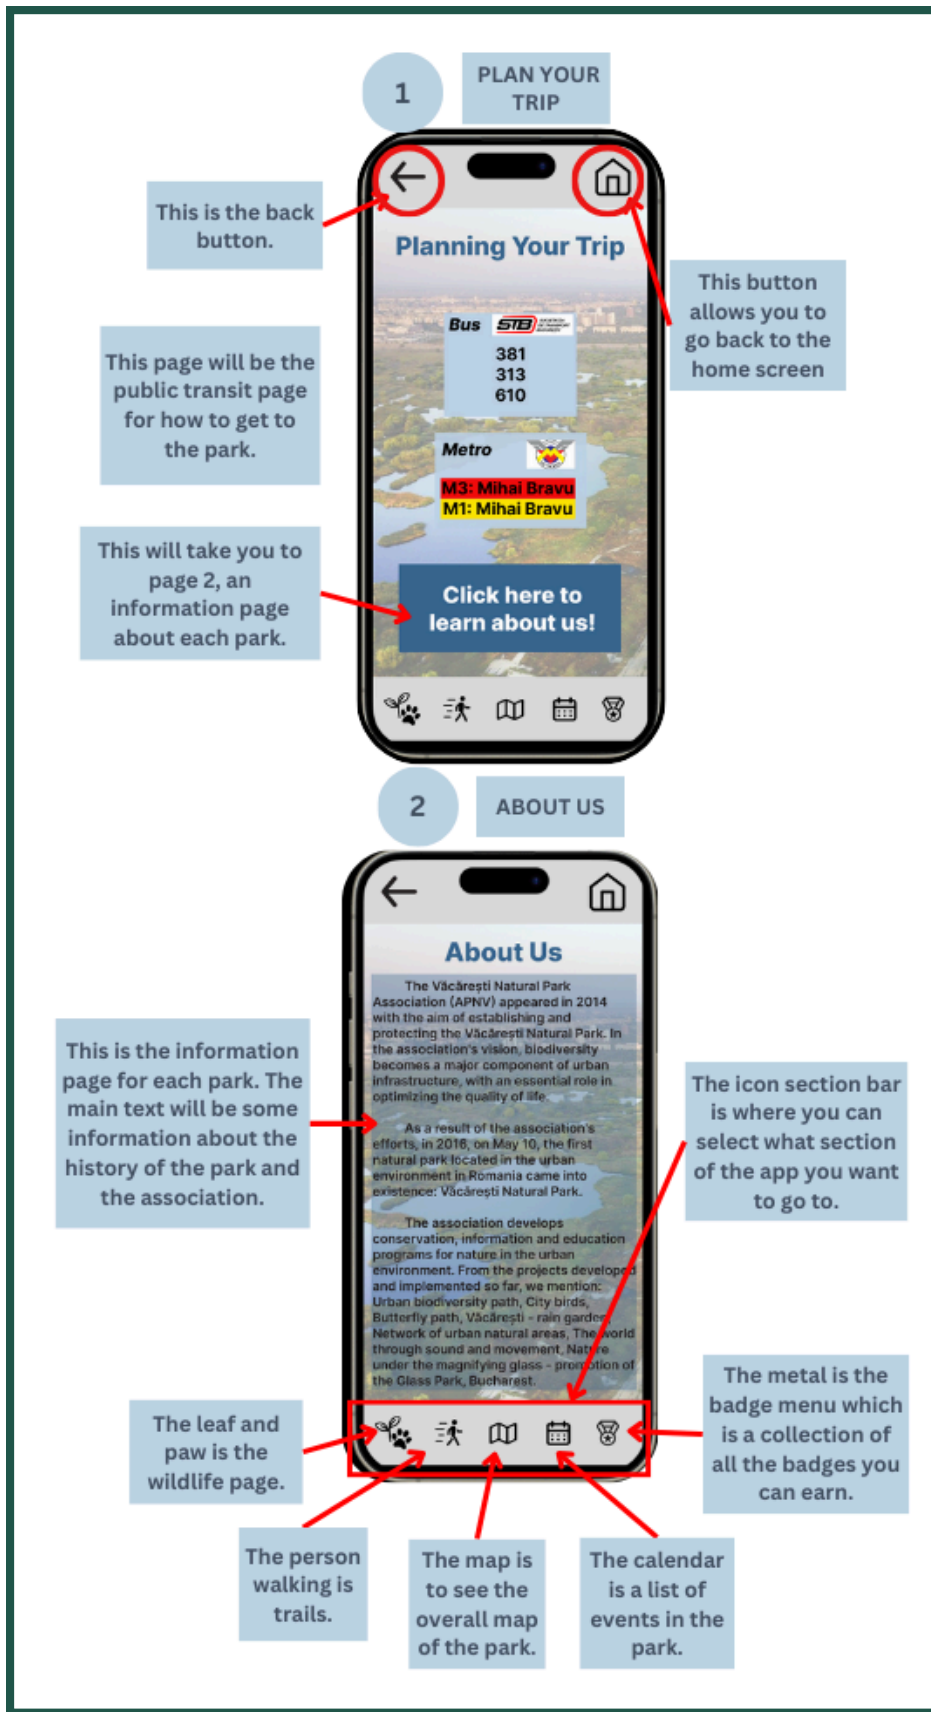 1
PLAN YOUR
TRIP
This is the back
button.
Planning Your Trip
This button
allows you to
go back to the
home screen
Bus STB
381
313
610
This page will be the
public transit page
for how to get to
the park.
Metro
M3: Mihai Bravu
M1: Mihai Bravu
This will take you to
page 2, an
information page
about each park.
Click here to
learn about us!
2
ABOUT US
About Us
The Văcărești Natural Park
Association (APNV) appeared in 2014
with the aim of establishing and
protecting the Văcărești Natural Park. In
the association's vision, biodiversity
becomes a major component of urban
infrastructure, with an essential role in
optimizing the quality of life.
As a result of the association's
efforts, in 2016, on May 10, the first
natural park located in the urban
environment in Romania came into
existence: Văcărești Natural Park.
The association develops
conservation, information and education
programs for nature in the urban
environment. From the projects developed
and implemented so far, we mention:
Urban biodiversity path, City birds,
Butterfly path, Văcărești - rain garden,
Network of urban natural areas, The world
through sound and movement, Nature
under the magnifying glass - promotion of
the Glass Park, Bucharest.
This is the information
page for each park. The
main text will be some
information about the
history of the park and
the association.
The icon section bar
is where you can
select what section
of the app you want
to go to.
The metal is the
badge menu which
is a collection of
all the badges you
can earn.
The leaf and
paw is the
wildlife page.
The person
walking is
trails.
The map is
to see the
overall map
of the park.
The calendar
is a list of
events in the
park.